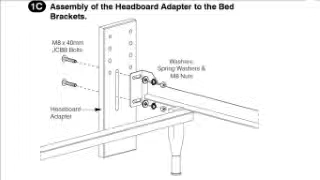 1C Assembly of the Headboard Adapter to the Bed
Brackets.
M8 x 40mm
JCBB Bolts
Washers,
Spring Washers &
M8 Nuts
Headboard
Adapter